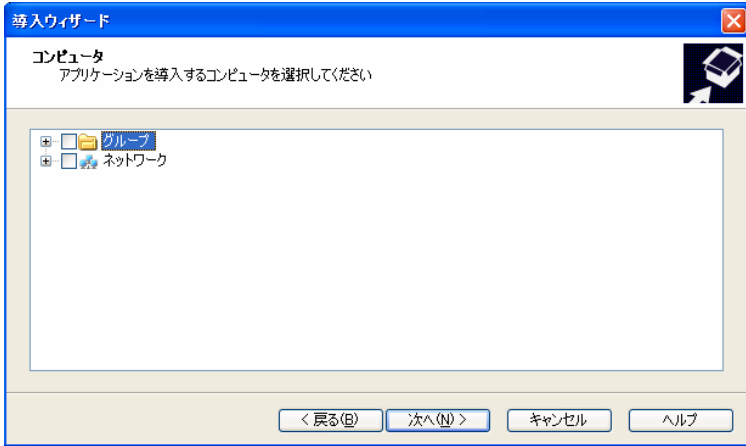 導入ウィザード
コンピュータ
アプリケーションを導入するコンピュータを選択してください
グループ
ネットワーク
< 戻る(B)
次へ(N) >
キャンセル
ヘルプ